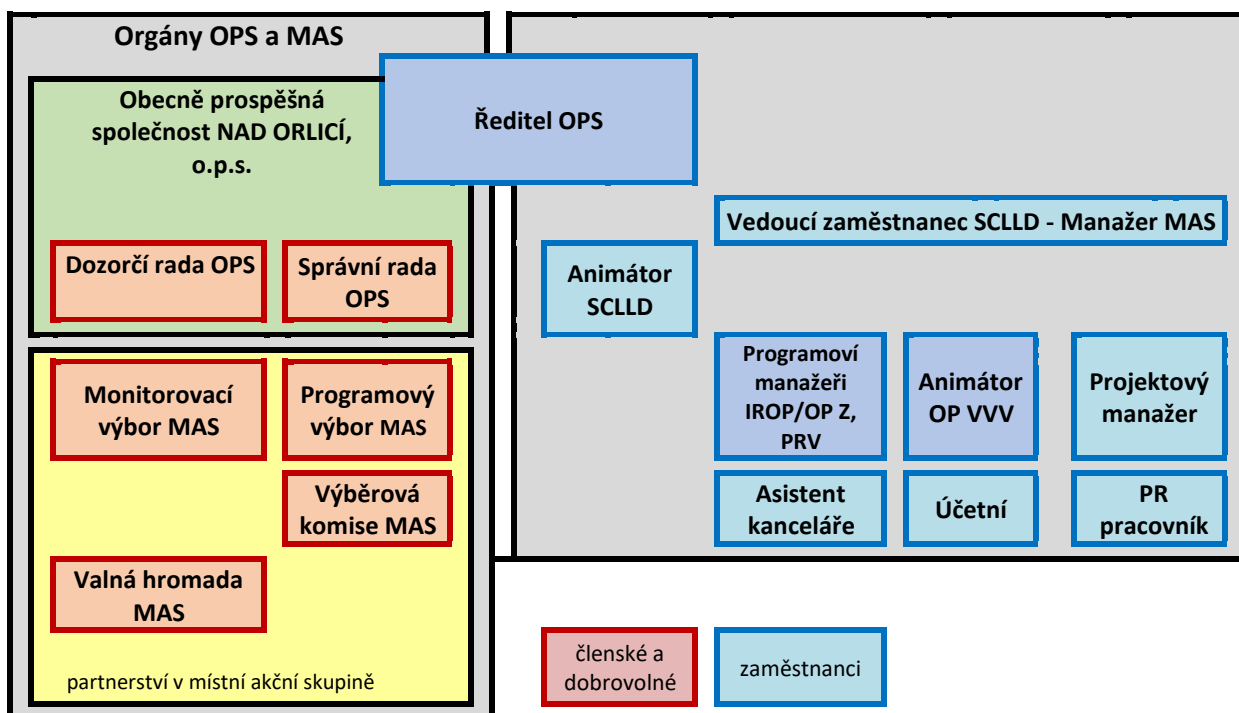 Orgány OPS a MAS
Obecně prospěšná
společnost NAD ORLICÍ,
o.p.s.
Ředitel OPS
Vedoucí zaměstnanec SCLLD - Manažer MAS
Dozorčí rada OPS
Správní rada
OPS
Animátor
SCLLD
Monitorovací
výbor MAS
Programový
výbor MAS
Programoví
manažeři
IROP/OP Z,
PRV
Animátor
OP VVV
Projektový
manažer
Výběrová
komise MAS
Asistent
kanceláře
Účetní
PR
pracovník
Valná hromada
MAS
partnerství v místní akční skupině
členské a
dobrovolné
zaměstnanci